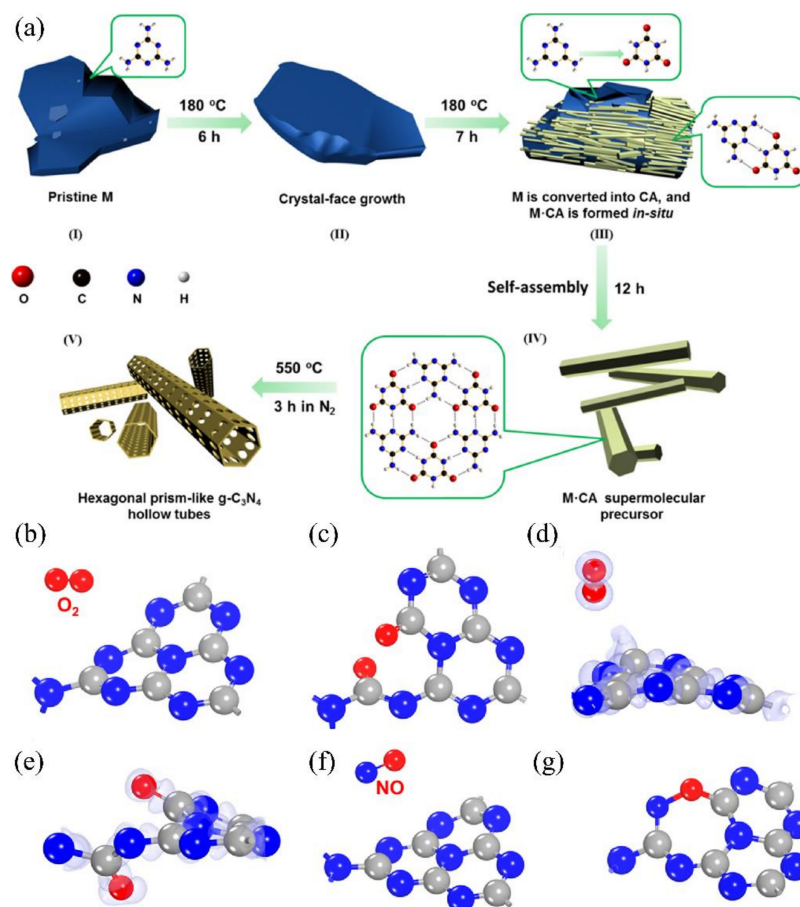 (a)
180 °C
6 h
180 °C
7 h
Pristine M
Crystal-face growth
M is converted into CA, and
M·CA is formed in-situ
(I)
(II)
(III)
O
C
N
H
Self-assembly
12 h
(V)
(IV)
550 °C
3 h in N₂
Hexagonal prism-like g-C₃N₄
hollow tubes
M·CA supermolecular
precursor
(b)
(c)
(d)
O₂
(e)
(f)
(g)
NO